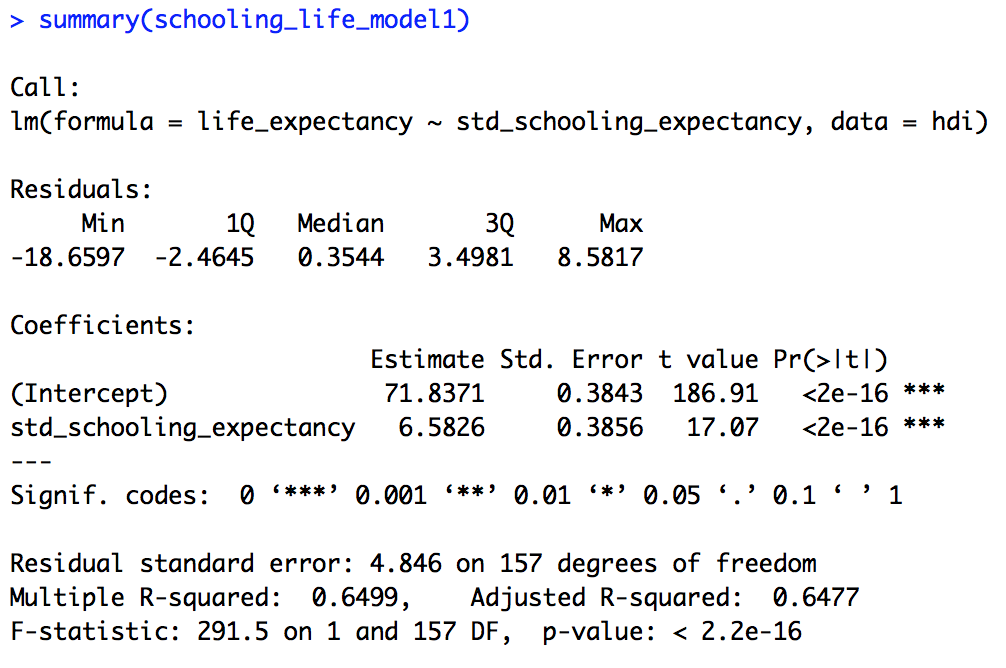 > summary(schooling_life_model1)
Call:
lm(formula = life_expectancy ~ std_schooling_expectancy, data = hdi)
Residuals:
     Min       1Q   Median       3Q      Max
-18.6597  -2.4645   0.3544   3.4981   8.5817
Coefficients:
                         Estimate Std. Error t value Pr(>|t|)
(Intercept)               71.8371     0.3843  186.91   <2e-16 ***
std_schooling_expectancy   6.5826     0.3856   17.07   <2e-16 ***
---
Signif. codes:  0 ‘***’ 0.001 ‘**’ 0.01 ‘*’ 0.05 ‘.’ 0.1 ‘ ’ 1
Residual standard error: 4.846 on 157 degrees of freedom
Multiple R-squared:  0.6499,    Adjusted R-squared:  0.6477
F-statistic: 291.5 on 1 and 157 DF,  p-value: < 2.2e-16